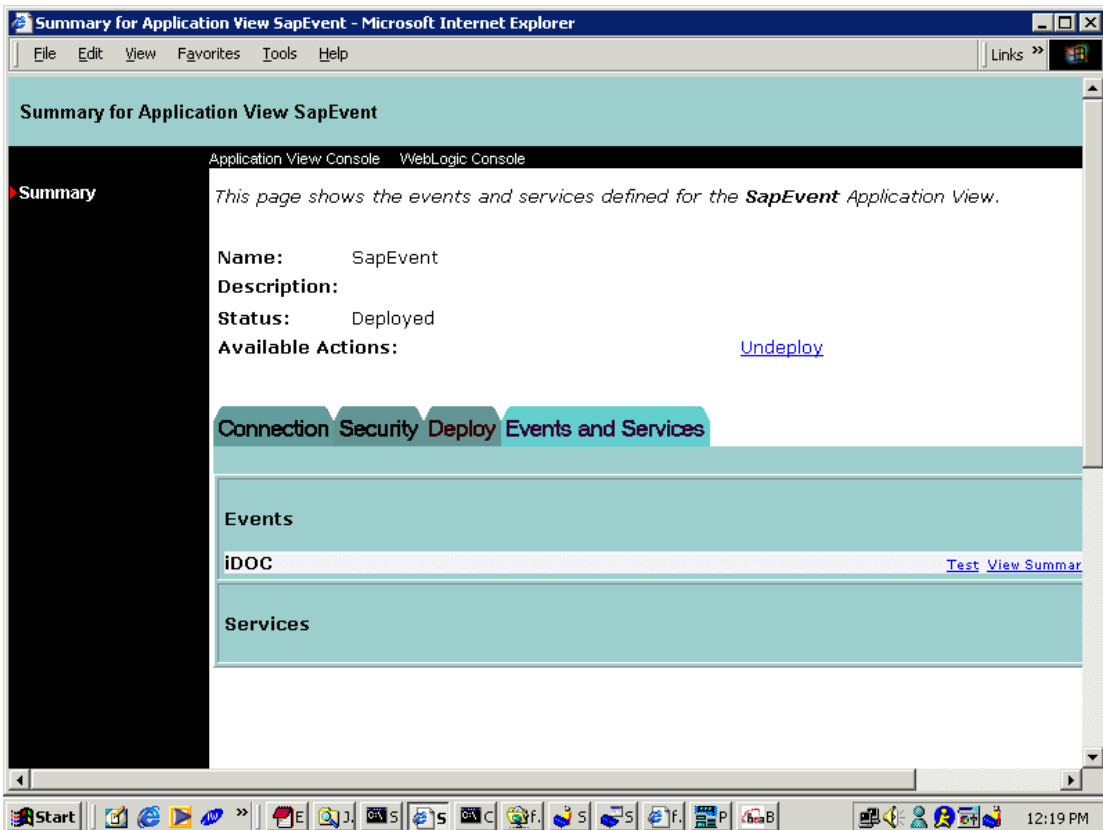 Summary for Application View SapEvent - Microsoft Internet Explorer
File Edit View Favorites Tools Help Links »
Summary for Application View SapEvent
Application View Console WebLogic Console
Summary
This page shows the events and services defined for the SapEvent Application View.
Name: SapEvent
Description:
Status: Deployed
Available Actions: Undeploy
Connection Security Deploy Events and Services
Events
iDOC Test View Summar
Services
Start » E J. S S C f. S S f. P B 12:19 PM